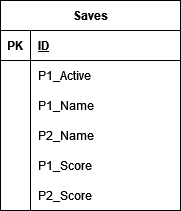 Saves
PK ID
P1_Active
P1_Name
P2_Name
P1_Score
P2_Score